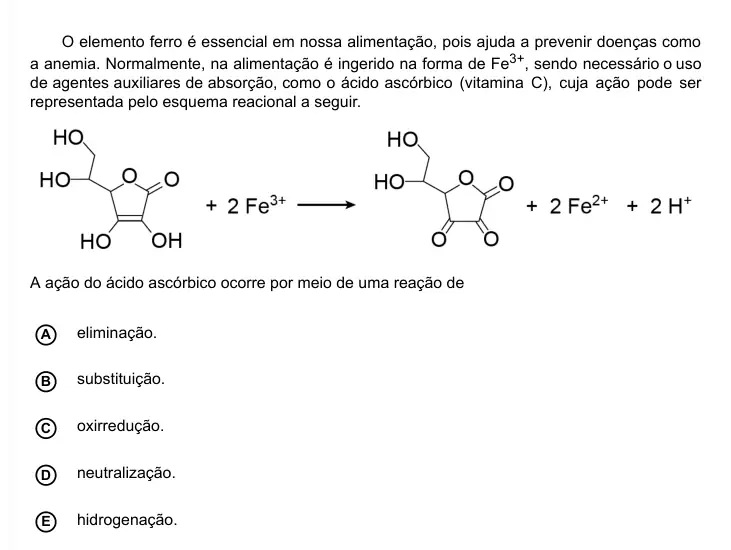 O elemento ferro é essencial em nossa alimentação, pois ajuda a prevenir doenças como
a anemia. Normalmente, na alimentação é ingerido na forma de Fe³⁺, sendo necessário o uso
de agentes auxiliares de absorção, como o ácido ascórbico (vitamina C), cuja ação pode ser
representada pelo esquema reacional a seguir.
HO HO
HO O O HO O O
+ 2 Fe³⁺ + 2 Fe²⁺ + 2 H⁺
HO OH O O
A ação do ácido ascórbico ocorre por meio de uma reação de
A eliminação.
B substituição.
C oxirredução.
D neutralização.
E hidrogenação.